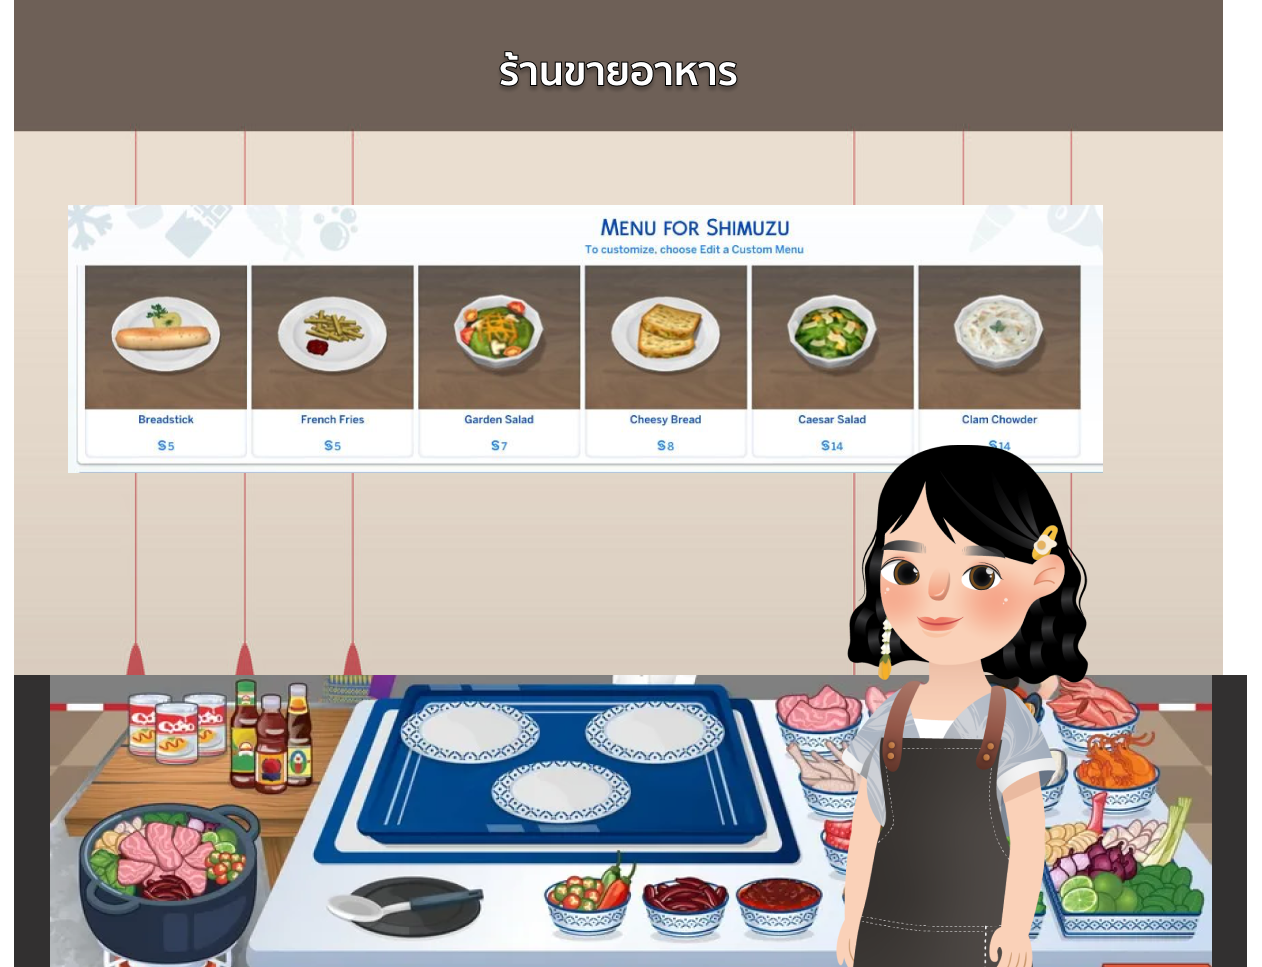 ร้านขายอาหาร
MENU FOR SHIMUZU
To customize, choose Edit a Custom Menu
Breadstick French Fries Garden Salad Cheesy Bread Caesar Salad Clam Chowder
$5 $5 $7 $8 $14 $14